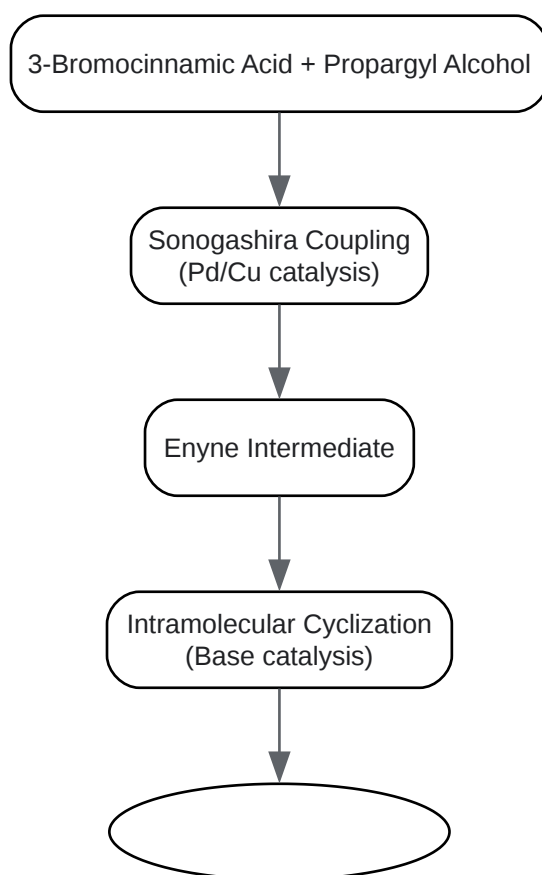 3-Bromocinnamic Acid + Propargyl Alcohol
Sonogashira Coupling
(Pd/Cu catalysis)
Enyne Intermediate
Intramolecular Cyclization
(Base catalysis)